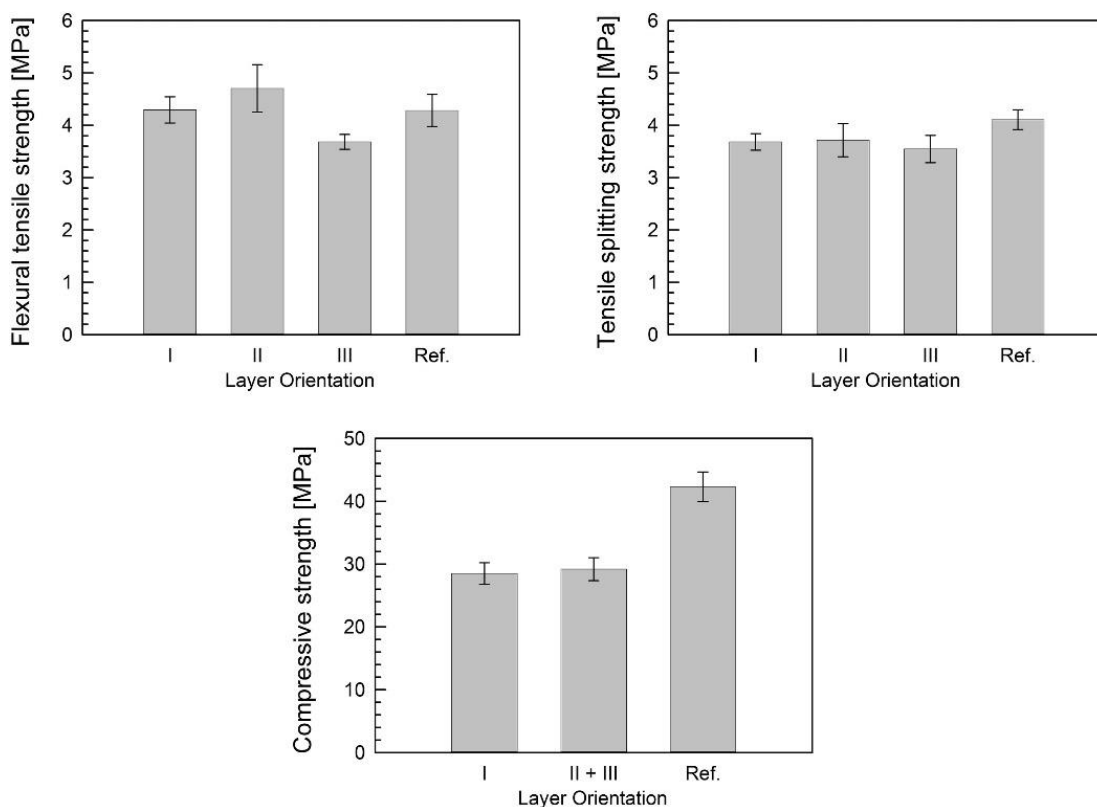 Flexural tensile strength [MPa]
6
5
4
3
2
1
0
I II III Ref.
Layer Orientation
Tensile splitting strength [MPa]
6
5
4
3
2
1
0
I II III Ref.
Layer Orientation
Compressive strength [MPa]
50
40
30
20
10
0
I II + III Ref.
Layer Orientation